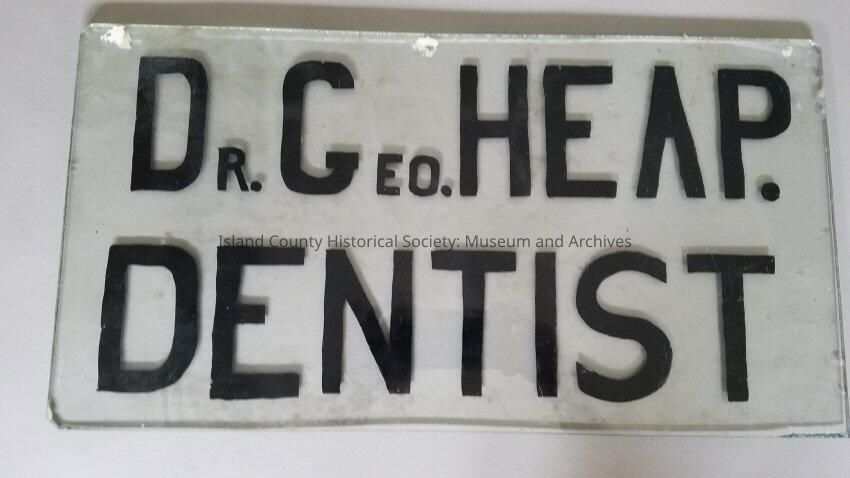 DR. GEO. HEAP.
Island County Historical Society: Museum and Archives
DENTIST